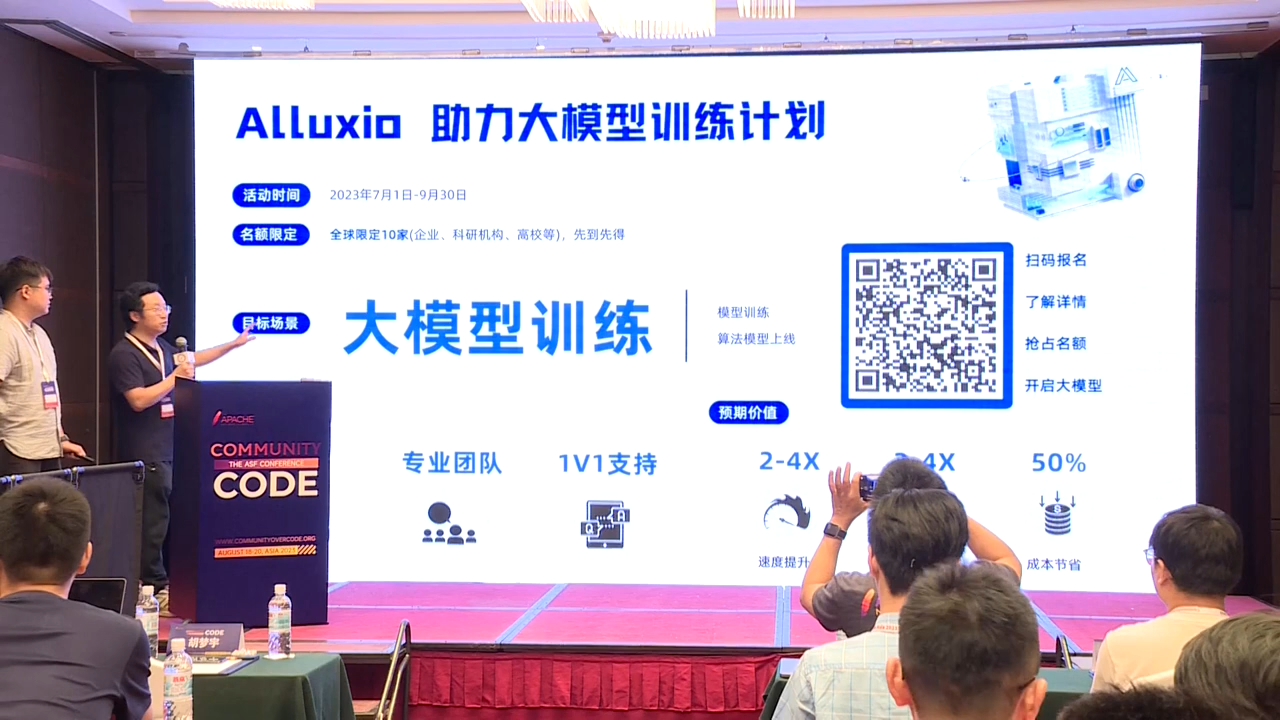 Alluxio 助力大模型训练计划
活动时间 2023年7月1日-9月30日
名额限定 全球限定10家(企业、科研机构、高校等)，先到先得
目标场景
大模型训练
模型训练
算法模型上线
扫码报名
了解详情
抢占名额
开启大模型
预期价值
专业团队
1V1支持
2-4X
速度提升
4X
50%
成本节省
Q
A
APACHE
COMMUNITY
THE ASF CONFERENCE
CODE
WWW.COMMUNITYOVERCODE.ORG
AUGUST 18-20, ASIA 2023
CODE
胡梦宇